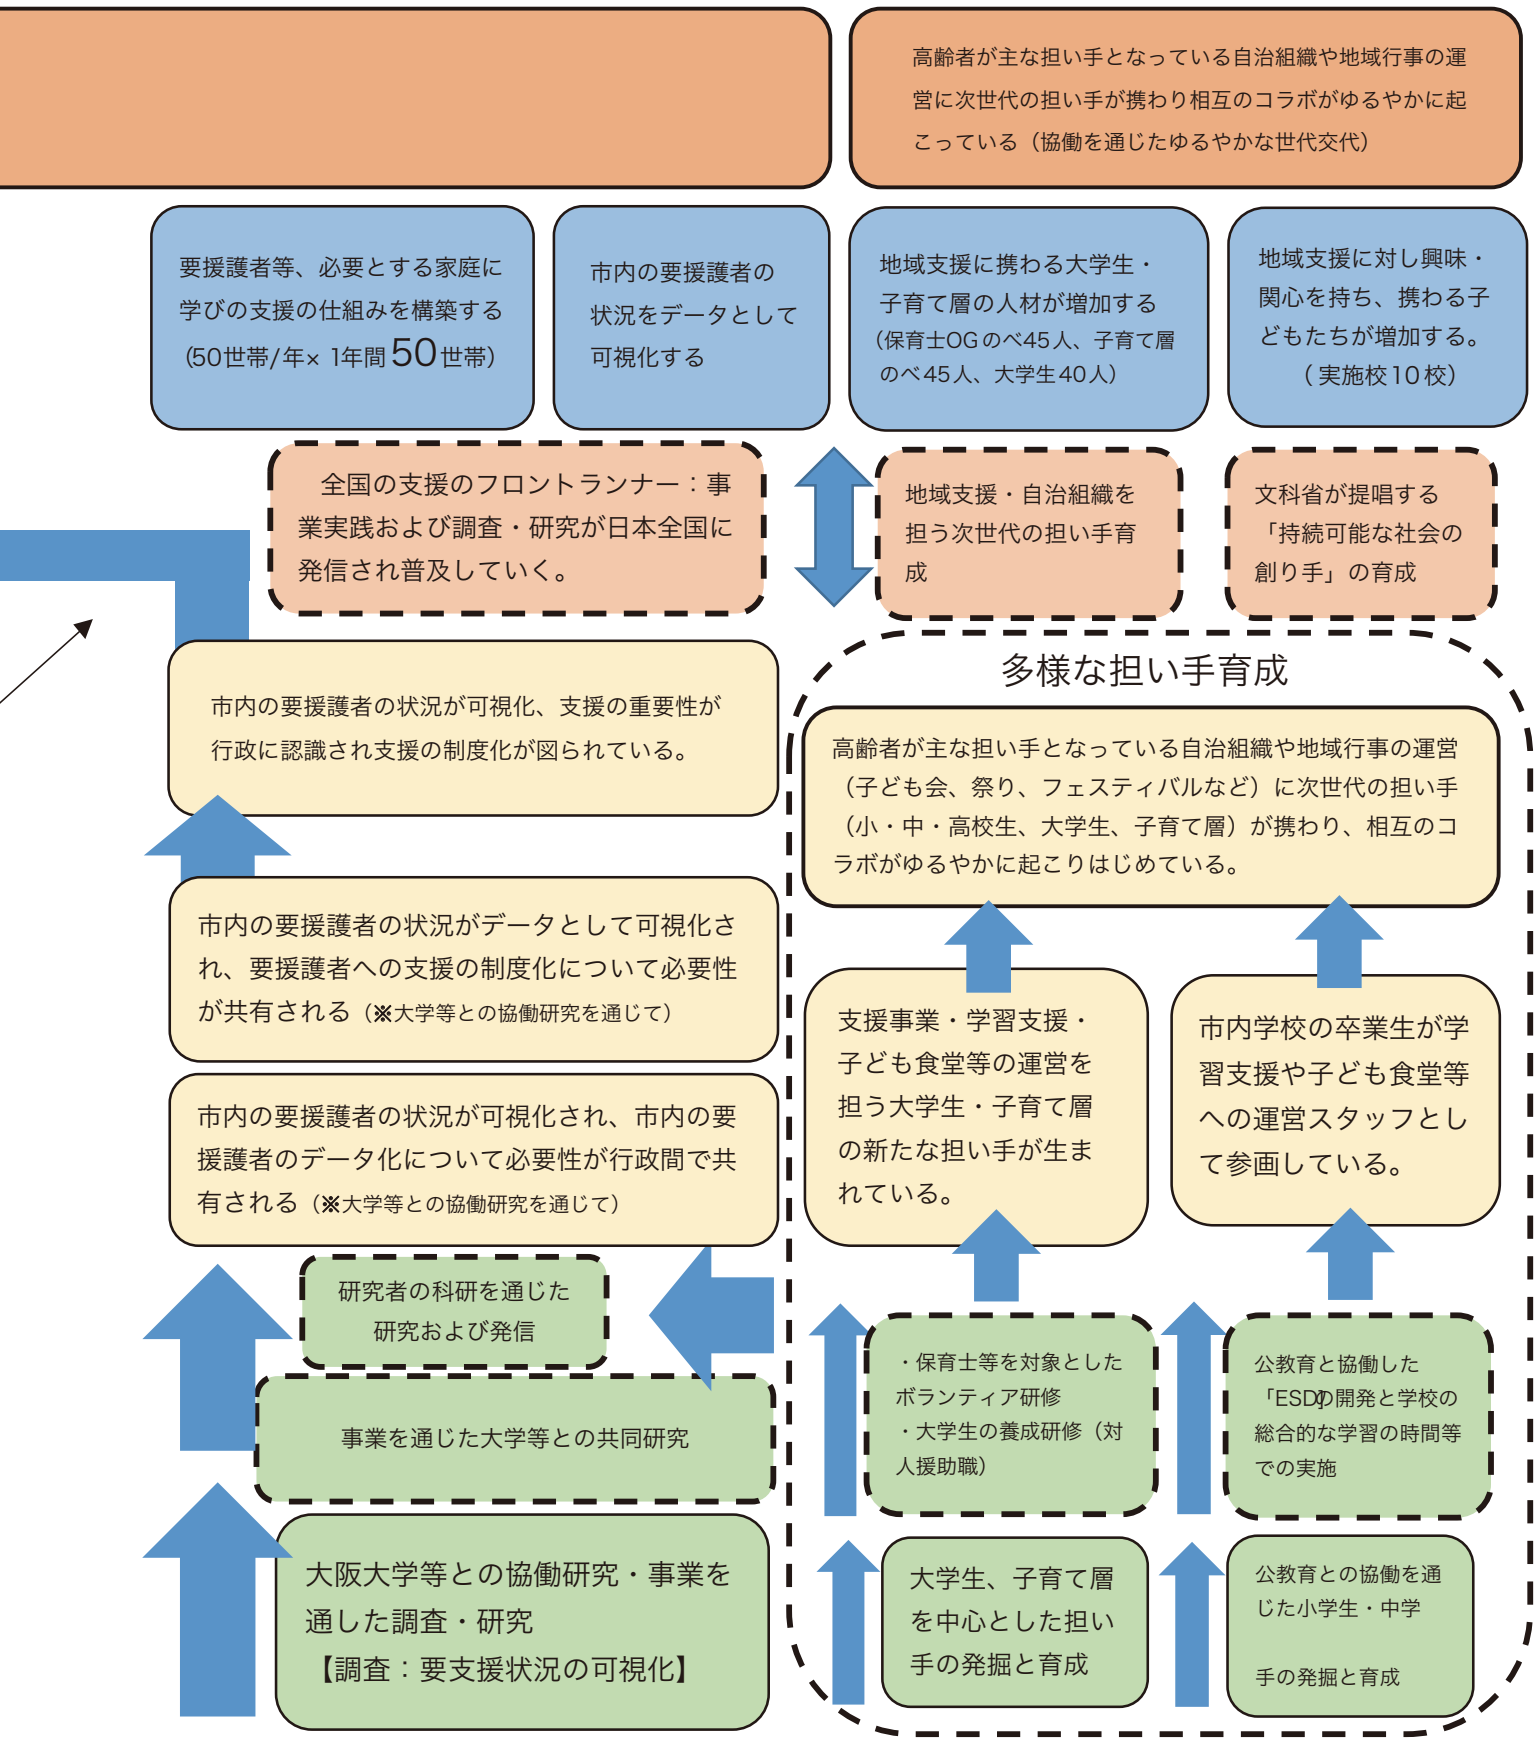 高齢者が主な担い手となっている自治組織や地域行事の運
営に次世代の担い手が携わり相互のコラボがゆるやかに起
こっている（協働を通じたゆるやかな世代交代）
要援護者等、必要とする家庭に
学びの支援の仕組みを構築する
（50世帯/年× 1年間50世帯）
市内の要援護者の
状況をデータとして
可視化する
地域支援に携わる大学生・
子育て層の人材が増加する
（保育士OGのべ45人、子育て層
のべ45人、大学生40人）
地域支援に対し興味・
関心を持ち、携わる子
どもたちが増加する。
（実施校10校）
全国の支援のフロントランナー：事
業実践および調査・研究が日本全国に
発信され普及していく。
地域支援・自治組織を
担う次世代の担い手育
成
文科省が提唱する
「持続可能な社会の
創り手」の育成
市内の要援護者の状況が可視化、支援の重要性が
行政に認識され支援の制度化が図られている。
多様な担い手育成
高齢者が主な担い手となっている自治組織や地域行事の運営
（子ども会、祭り、フェスティバルなど）に次世代の担い手
（小・中・高校生、大学生、子育て層）が携わり、相互のコ
ラボがゆるやかに起こりはじめている。
市内の要援護者の状況がデータとして可視化さ
れ、要援護者への支援の制度化について必要性
が共有される（※大学等との協働研究を通じて）
支援事業・学習支援・
子ども食堂等の運営を
担う大学生・子育て層
の新たな担い手が生ま
れている。
市内学校の卒業生が学
習支援や子ども食堂等
への運営スタッフとし
て参画している。
市内の要援護者の状況が可視化され、市内の要
援護者のデータ化について必要性が行政間で共
有される（※大学等との協働研究を通じて）
研究者の科研を通じた
研究および発信
事業を通じた大学等との共同研究
・保育士等を対象とした
ボランティア研修
・大学生の養成研修（対
人援助職）
公教育と協働した
「ESD」の開発と学校の
総合的な学習の時間等
での実施
大阪大学等との協働研究・事業を
通した調査・研究
【調査：要支援状況の可視化】
大学生、子育て層
を中心とした担い
手の発掘と育成
公教育との協働を通
じた小学生・中学
手の発掘と育成